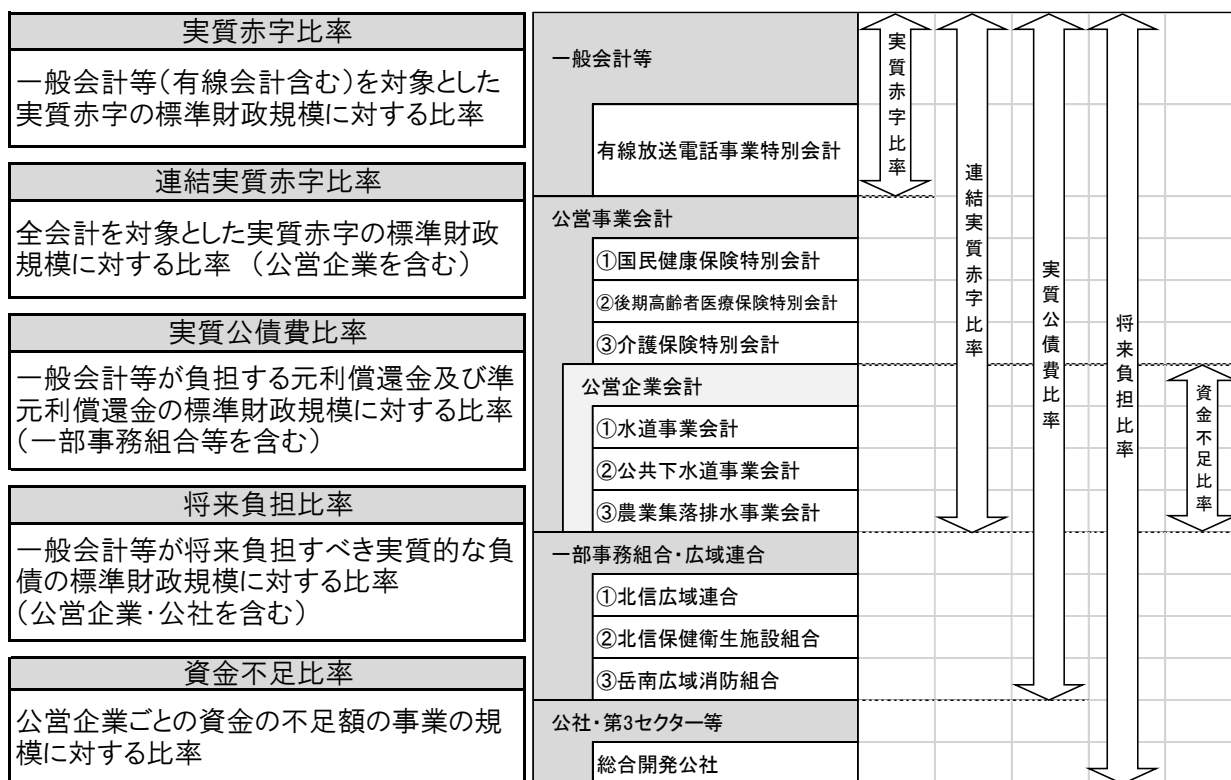 実質赤字比率
一般会計等(有線会計含む)を対象とした
実質赤字の標準財政規模に対する比率
連結実質赤字比率
全会計を対象とした実質赤字の標準財政
規模に対する比率 (公営企業を含む)
実質公債費比率
一般会計等が負担する元利償還金及び準
元利償還金の標準財政規模に対する比率
(一部事務組合等を含む)
将来負担比率
一般会計等が将来負担すべき実質的な負
債の標準財政規模に対する比率
(公営企業・公社を含む)
資金不足比率
公営企業ごとの資金の不足額の事業の規
模に対する比率
一般会計等
有線放送電話事業特別会計
公営事業会計
①国民健康保険特別会計
②後期高齢者医療保険特別会計
③介護保険特別会計
公営企業会計
①水道事業会計
②公共下水道事業会計
③農業集落排水事業会計
一部事務組合・広域連合
①北信広域連合
②北信保健衛生施設組合
③岳南広域消防組合
公社・第3セクター等
総合開発公社
実質赤字比率
連結実質赤字比率
実質公債費比率
将来負担比率
資金不足比率